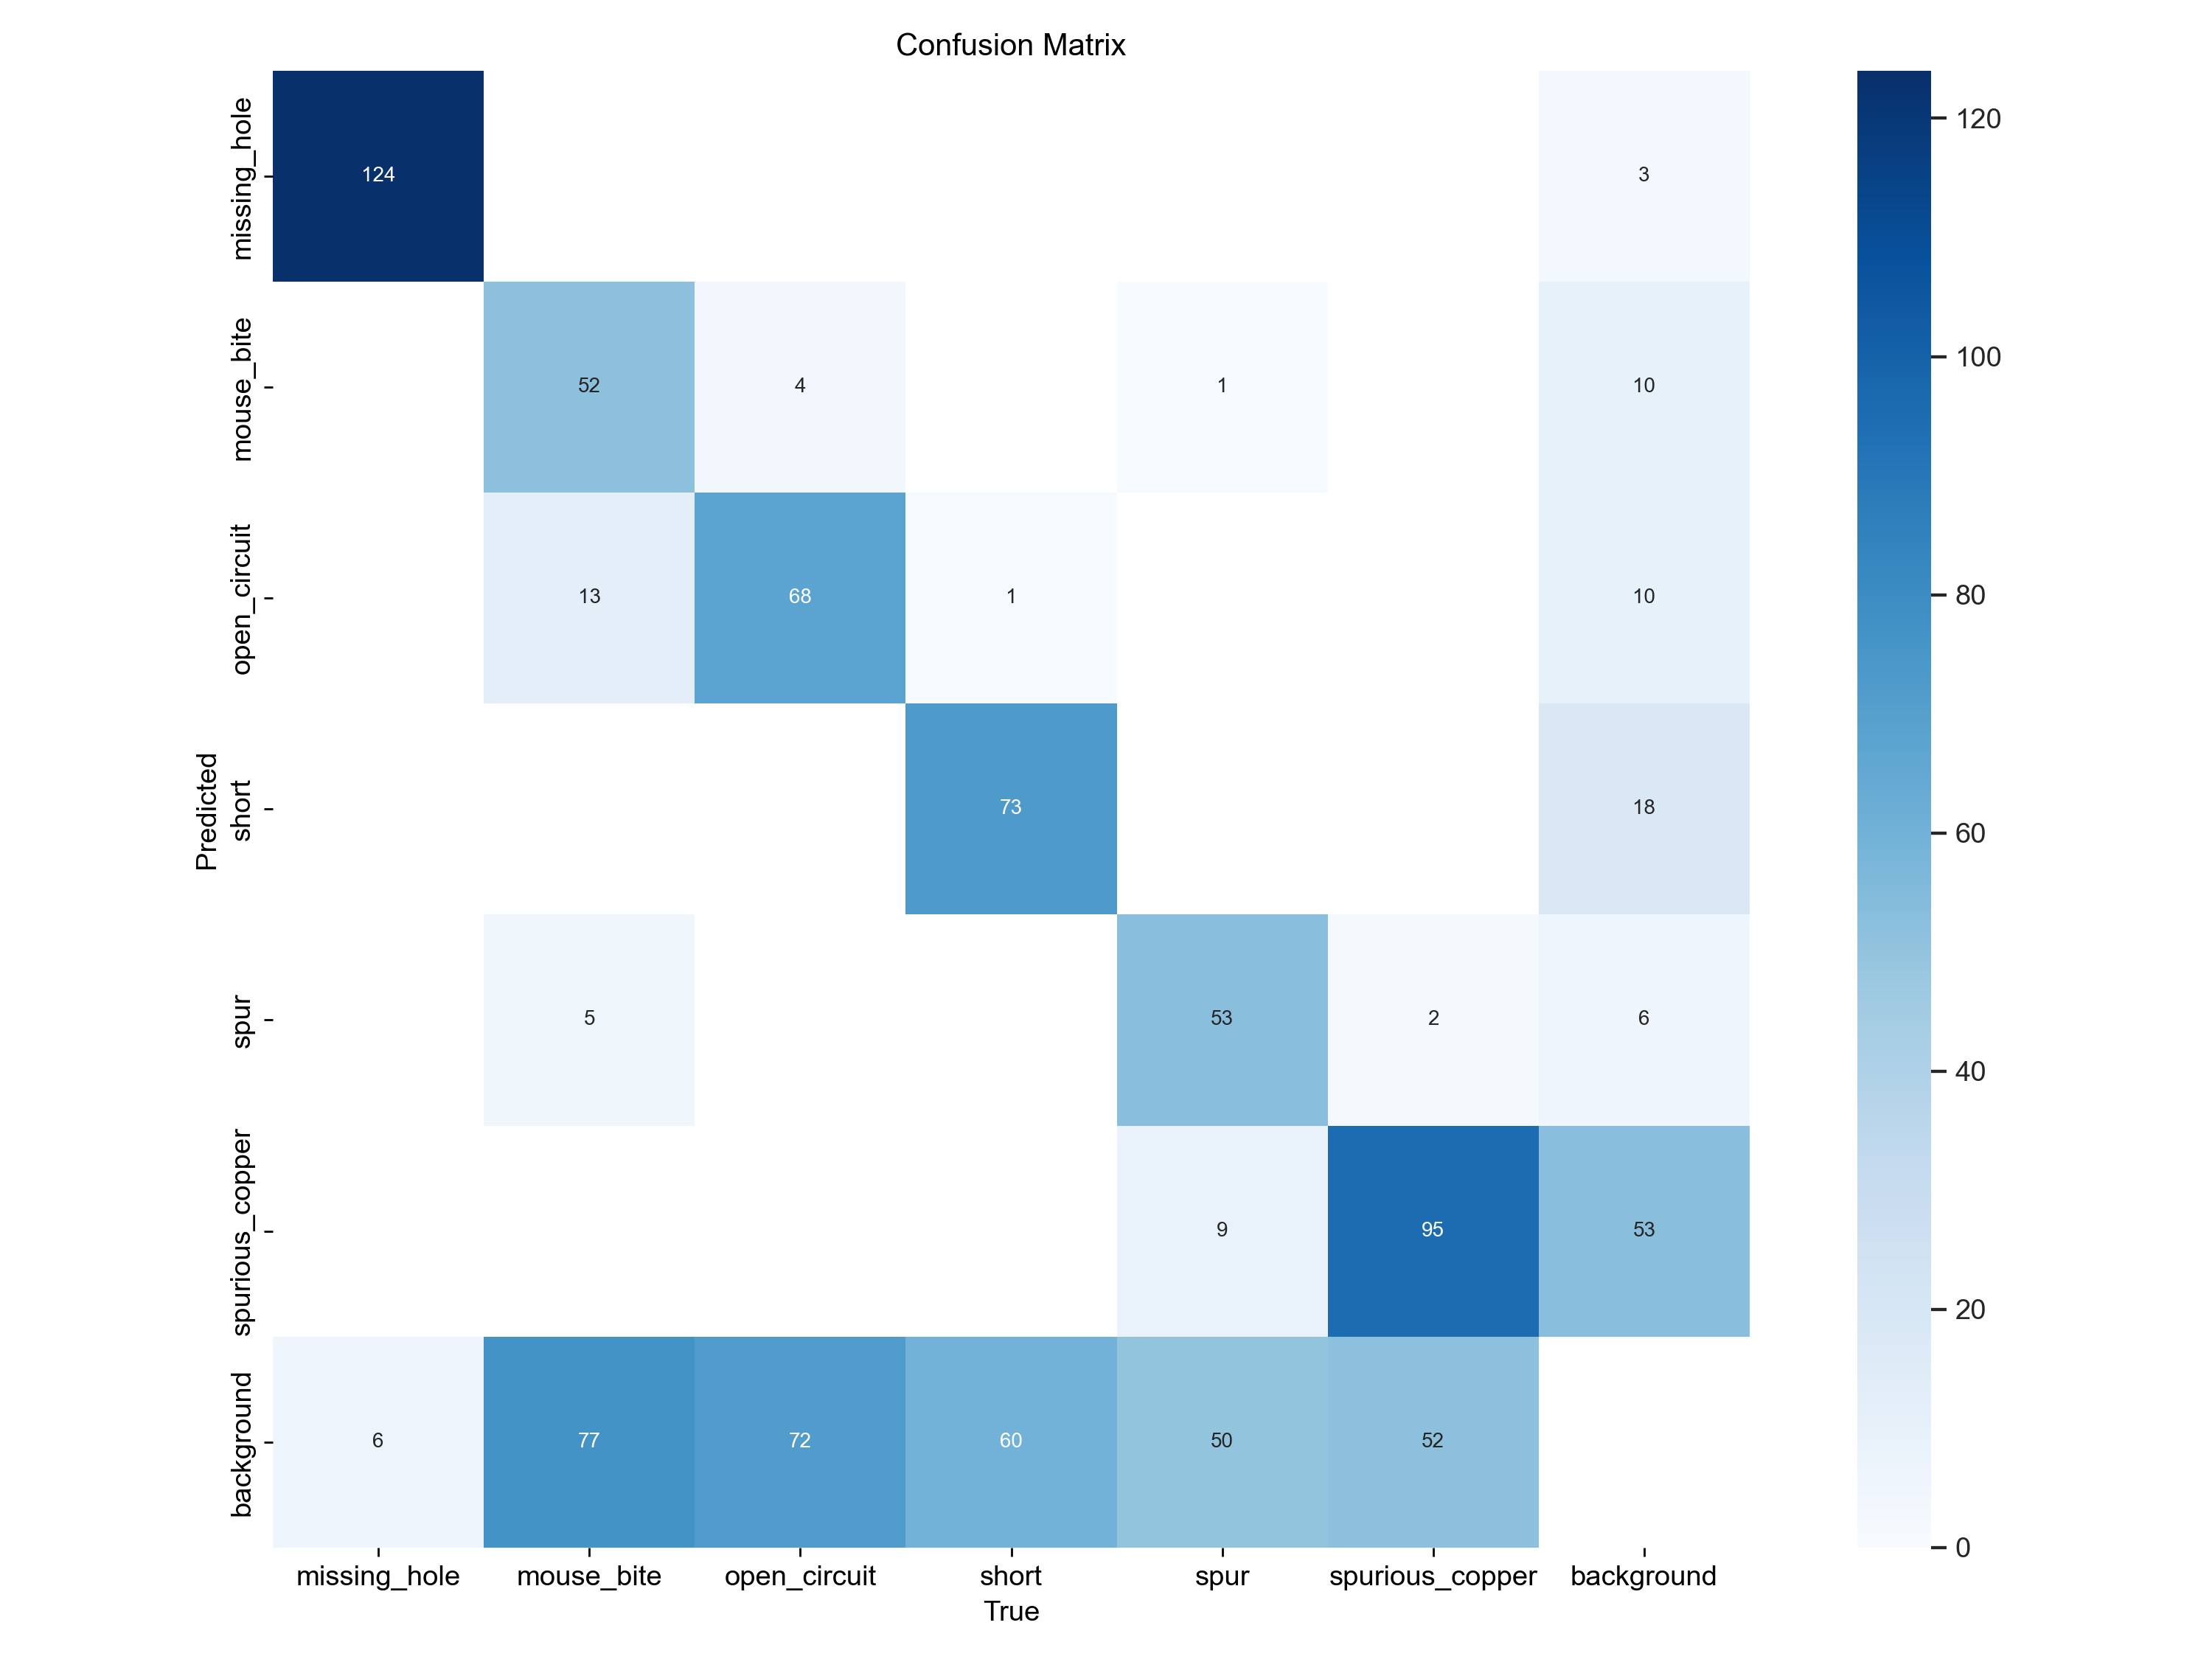 Confusion Matrix
missing_hole
124
3
120
mouse_bite
52
4
1
10
100
open_circuit
13
68
1
10
80
Predicted
short
73
18
60
spur
5
53
2
6
40
spurious_copper
9
95
53
20
background
6
77
72
60
50
52
0
missing_hole mouse_bite open_circuit short spur spurious_copper background
True